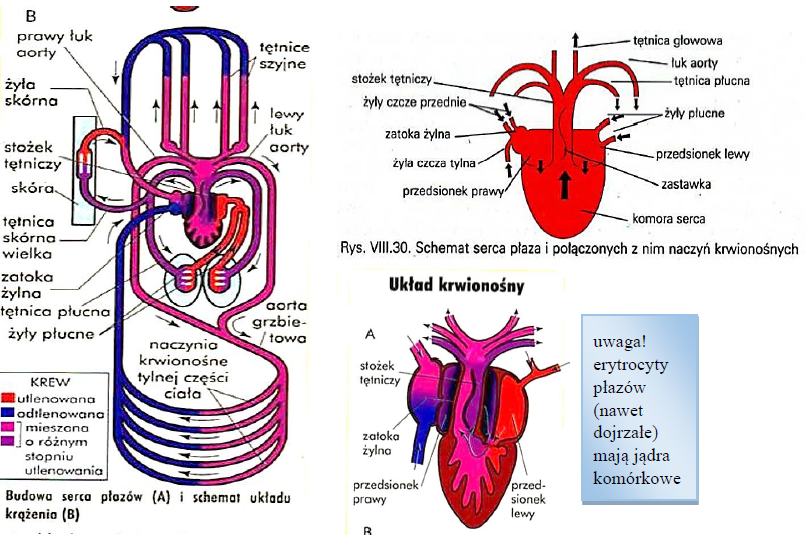 B
prawy łuk
aorty
żyła
skórna
stożek
tętniczy
skóra
tętnica
skórna
wielka
zatoka
żylna
tętnica płucna
żyły płucne
tętnice
szyjne
lewy
łuk
aorty
aorta
grzbie-
towa
naczynia
krwionośne
tylnej części
ciała
KREW
utlenowana
odtlenowana
mieszana
o różnym
stopniu
utlenowania
Budowa serca płazów (A) i schemat układu
krążenia (B)
tętnica głowowa
łuk aorty
tętnica płucna
stożek tętniczy
żyły czcze przednie
żyły płucne
zatoka żylna
żyła czcza tylna
przedsionek lewy
przedsionek prawy
zastawka
komora serca
Rys. VIII.30. Schemat serca płaza i połączonych z nim naczyń krwionośnych
Układ krwionośny
A
stożek
tętniczy
zatoka
żylna
przedsionek
prawy
przed-
sionek
lewy
B
uwaga!
erytrocyty
płazów
(nawet
dojrzałe)
mają jądra
komórkowe